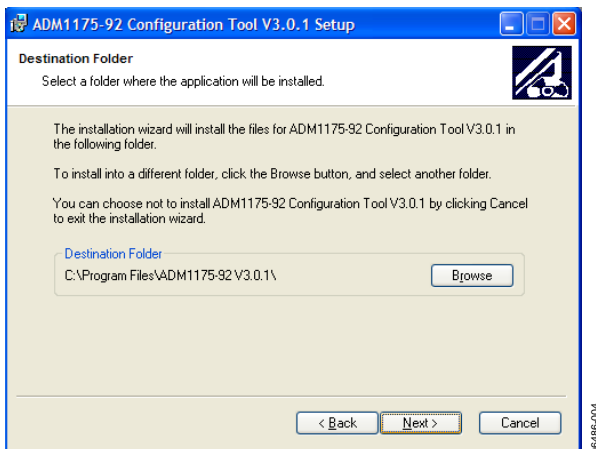 ADM1175-92 Configuration Tool V3.0.1 Setup
Destination Folder
Select a folder where the application will be installed.
The installation wizard will install the files for ADM1175-92 Configuration Tool V3.0.1 in
the following folder.
To install into a different folder, click the Browse button, and select another folder.
You can choose not to install ADM1175-92 Configuration Tool V3.0.1 by clicking Cancel
to exit the installation wizard.
Destination Folder
C:\Program Files\ADM1175-92 V3.0.1\
Browse
< Back
Next >
Cancel